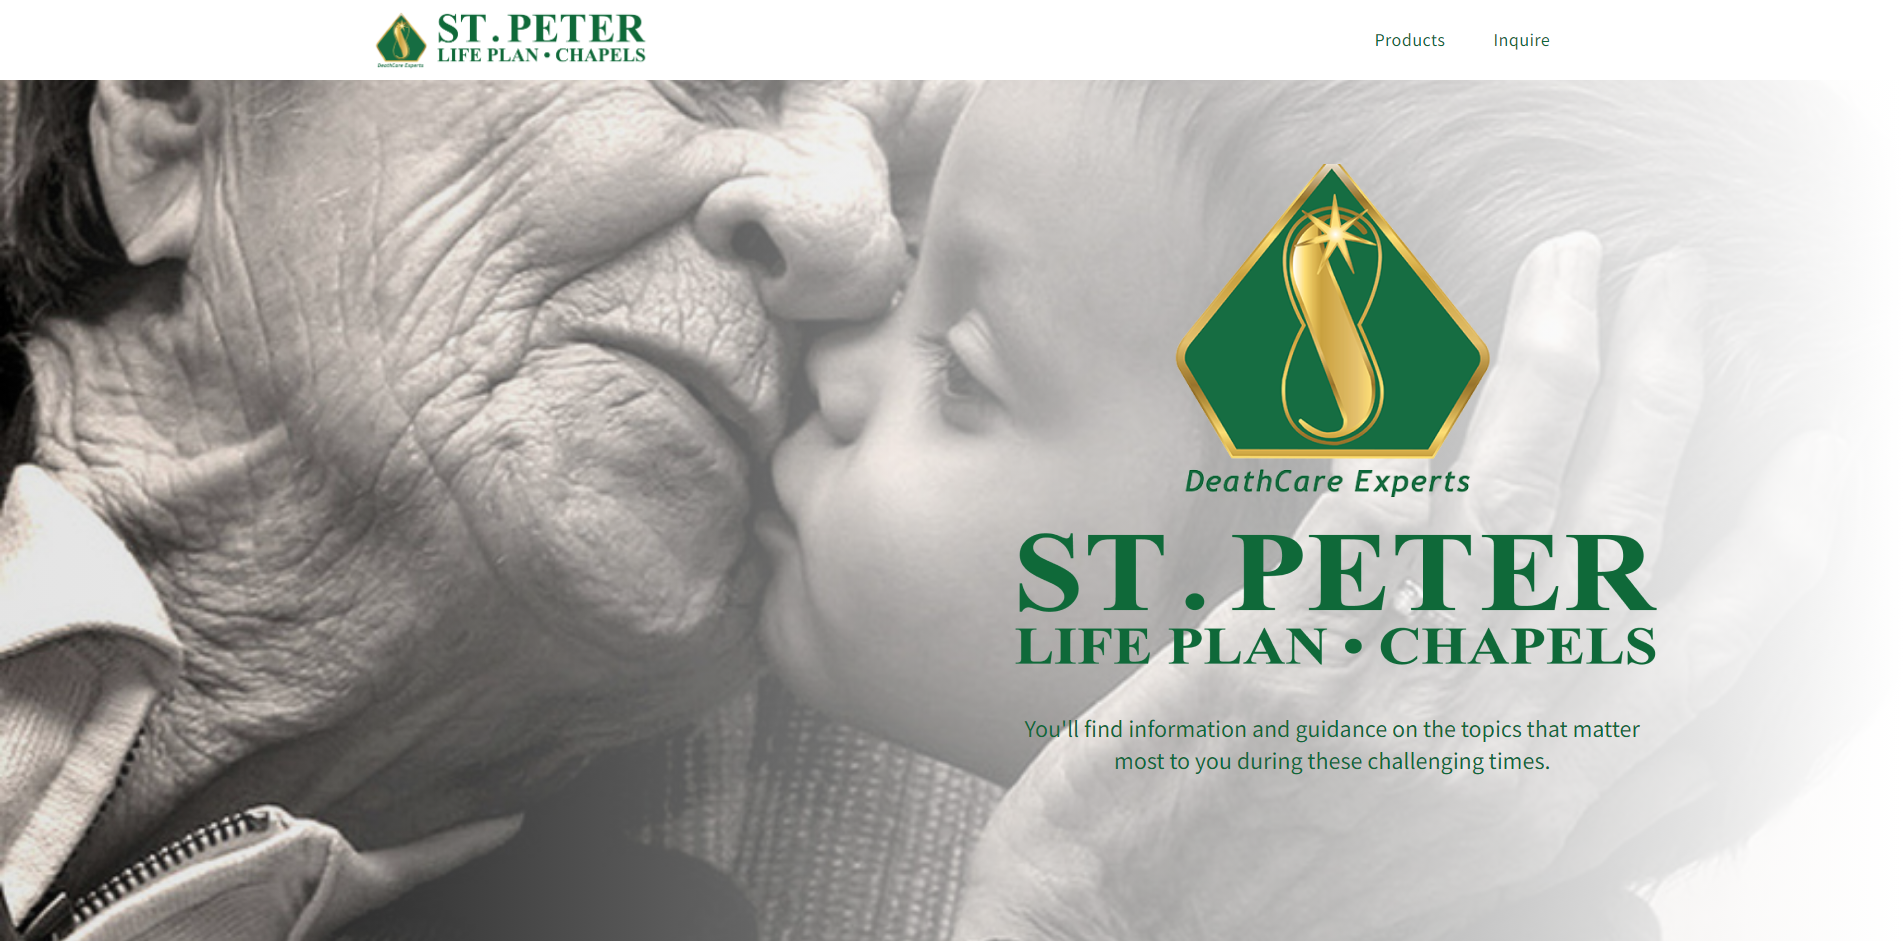 ST. PETER
LIFE PLAN • CHAPELS
DeathCare Experts
Products
Inquire
DeathCare Experts
ST. PETER
LIFE PLAN • CHAPELS
You'll find information and guidance on the topics that matter
most to you during these challenging times.